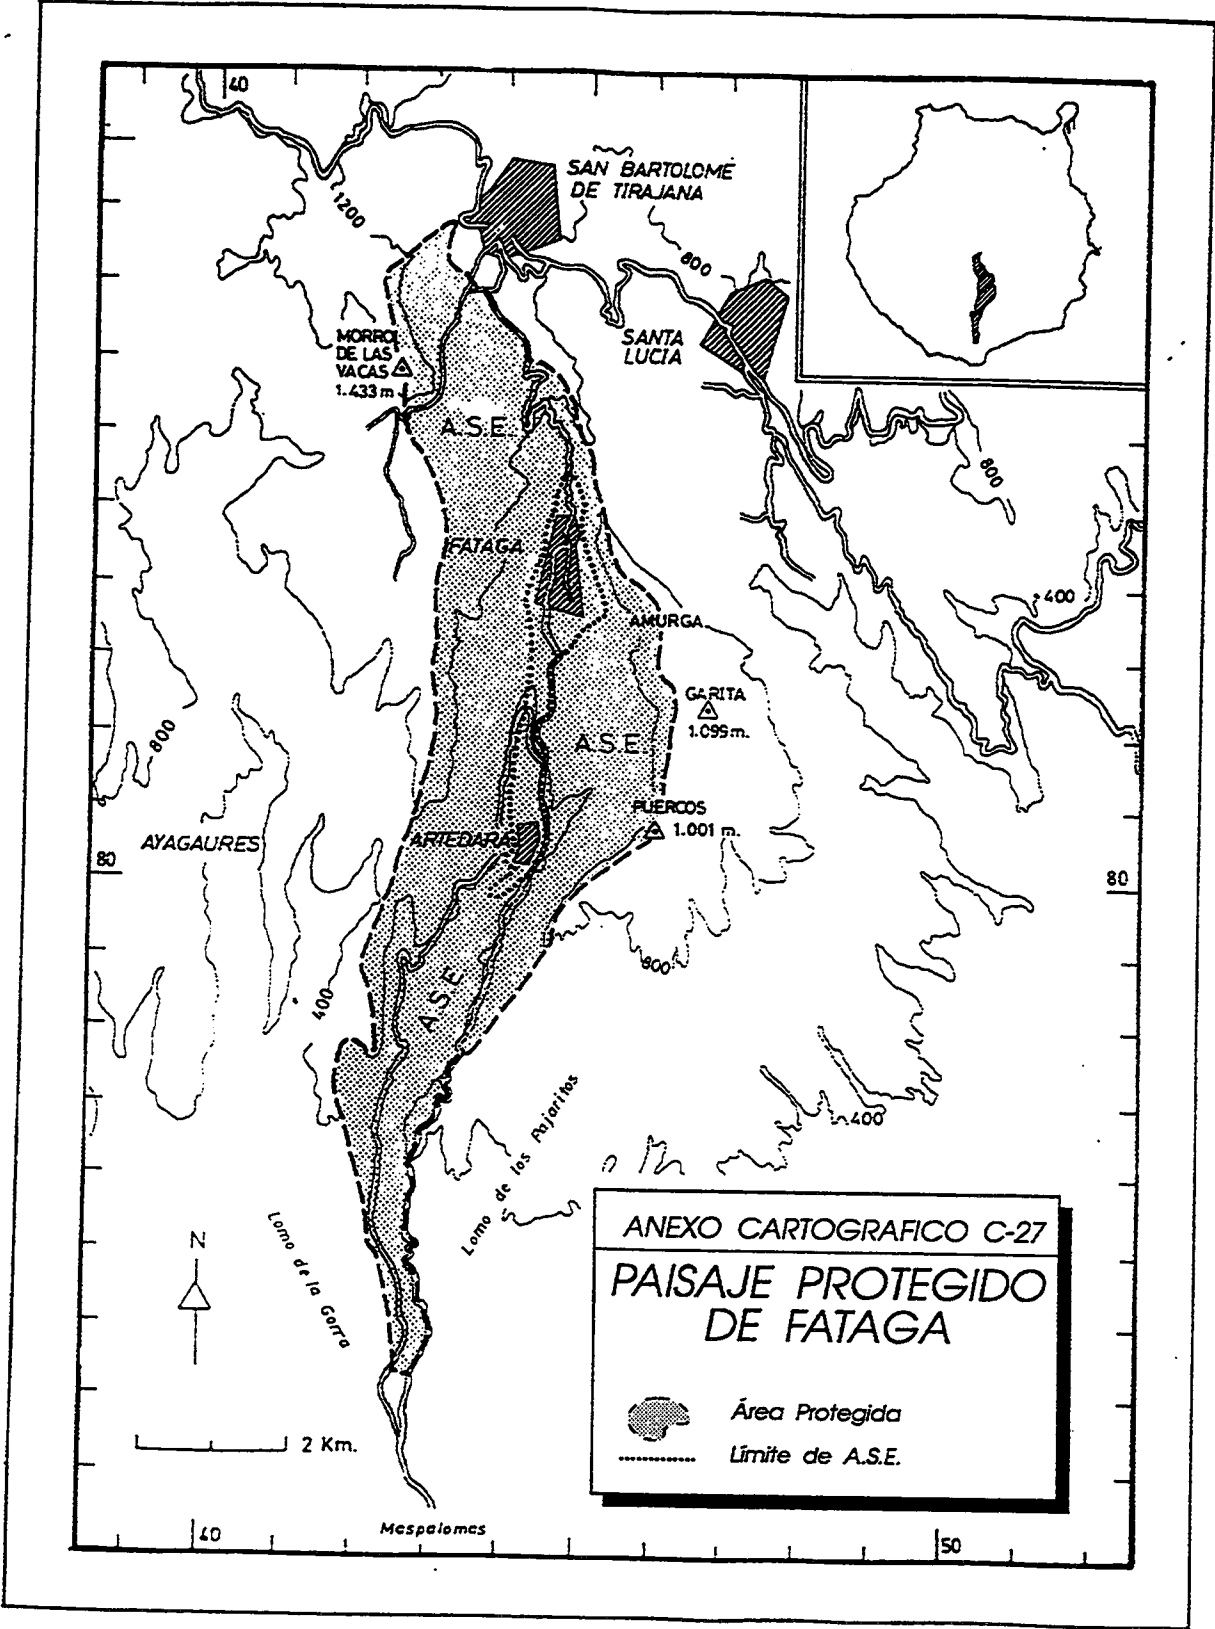 40
SAN BARTOLOMÉ
DE TIRAJANA
1200
800
SANTA
LUCIA
MORRO
DE LAS
VACAS
1.433 m
A.S.E.
800
FATAGA
400
AMURGA
GARITA
1.099 m.
800
A.S.E.
PUERCOS
1.001 m.
AYAGAURES
ARTEDARA
80
80
800
400
A.S.E.
Lomo de los Pajaritos
400
Lomo de la Gorra
N
ANEXO CARTOGRAFICO C-27
PAISAJE PROTEGIDO
DE FATAGA
Área Protegida
Límite de A.S.E.
2 Km.
Maspalomas
40
50